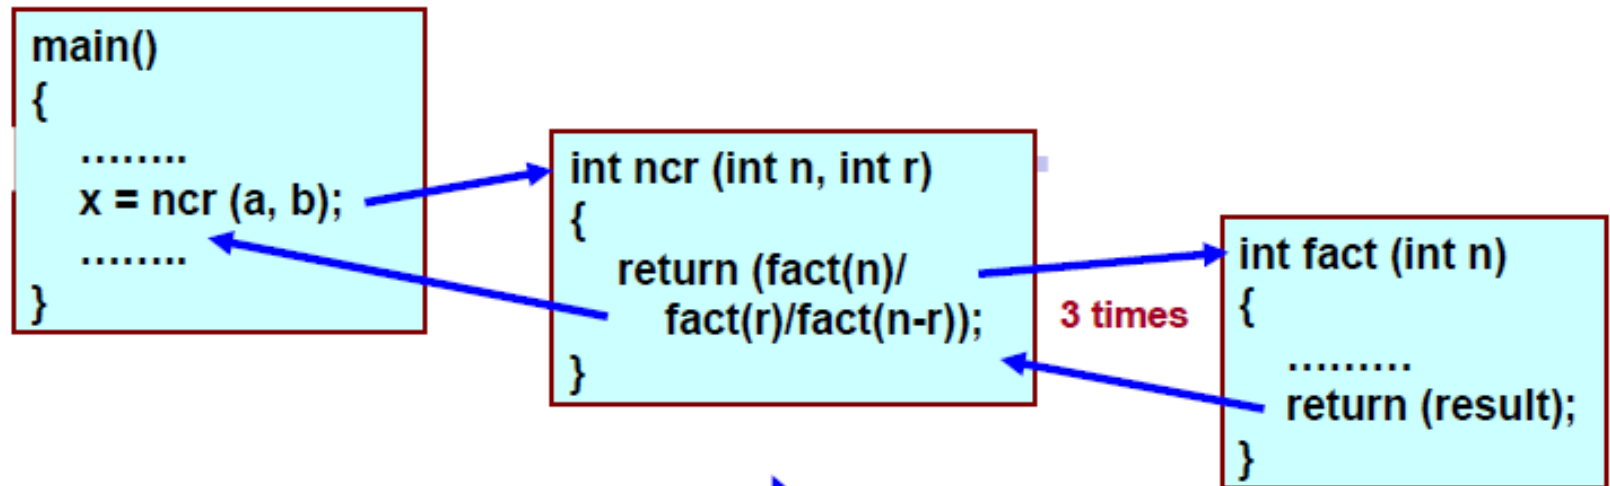 main()
{
........
x = ncr (a, b);
........
}
int ncr (int n, int r)
{
return (fact(n)/
fact(r)/fact(n-r));
}
3 times
int fact (int n)
{
.........
return (result);
}